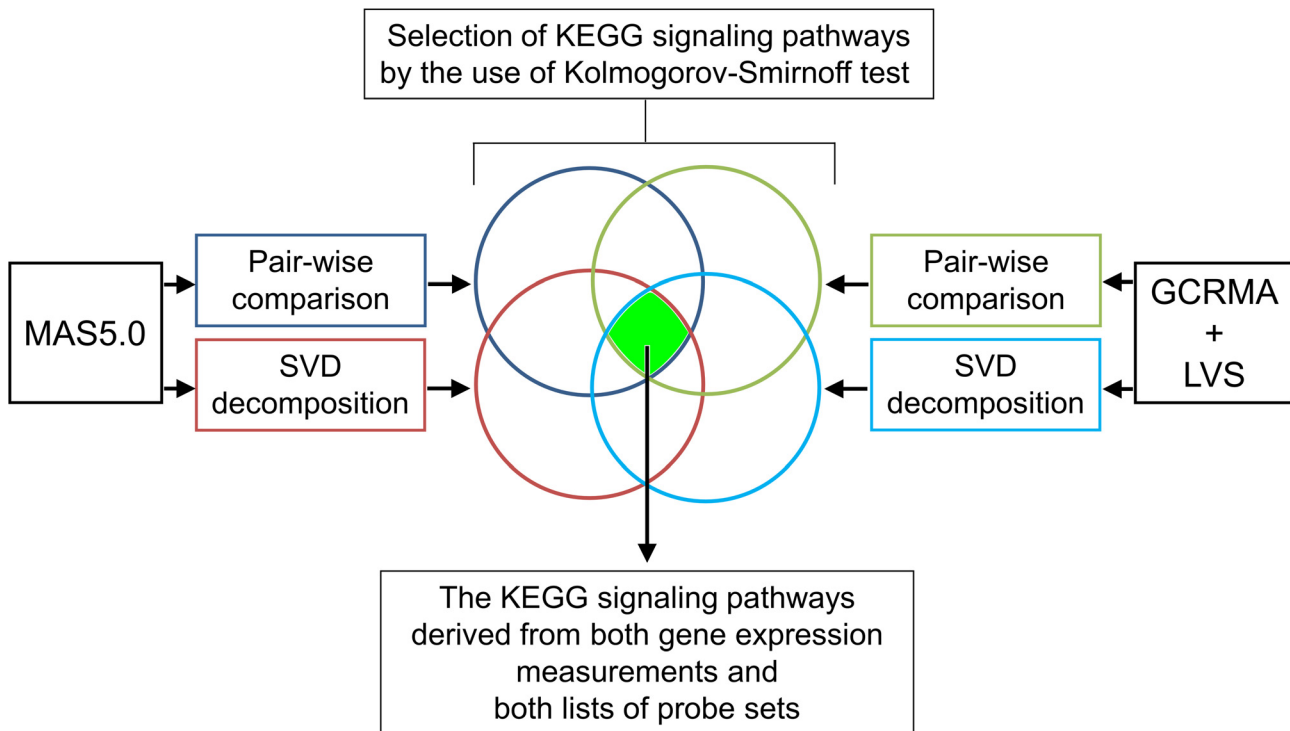 Selection of KEGG signaling pathways
by the use of Kolmogorov-Smirnoff test
MAS5.0
Pair-wise
comparison
SVD
decomposition
Pair-wise
comparison
SVD
decomposition
GCRMA
+
LVS
The KEGG signaling pathways
derived from both gene expression
measurements and
both lists of probe sets